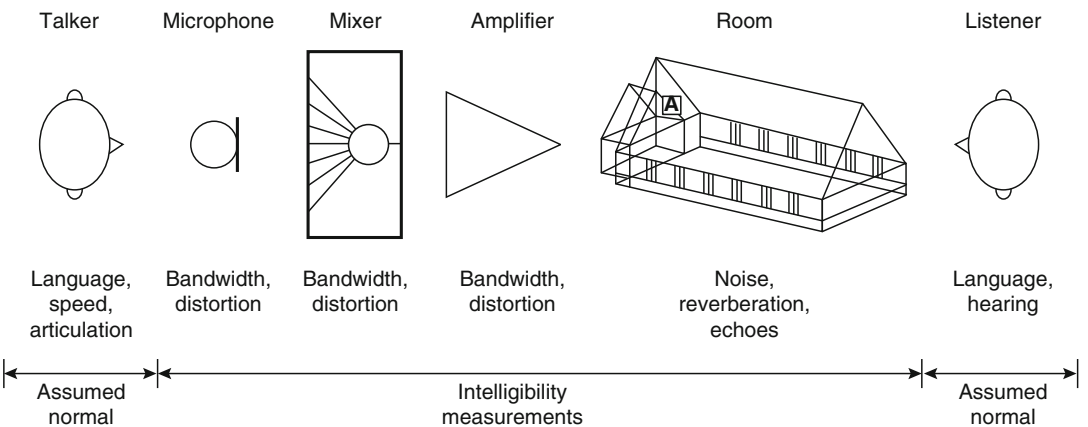 Talker Microphone Mixer Amplifier Room Listener
A
Language,
speed,
articulation
Bandwidth,
distortion
Bandwidth,
distortion
Bandwidth,
distortion
Noise,
reverberation,
echoes
Language,
hearing
Assumed
normal
Intelligibility
measurements
Assumed
normal